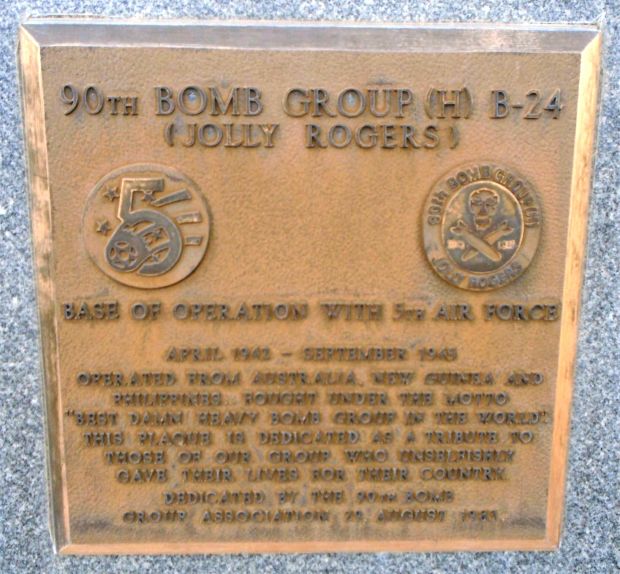 90TH BOMB GROUP (H) B-24
(JOLLY ROGERS)
5
90TH BOMB GROUP (H)
JOLLY ROGERS
BASE OF OPERATION WITH 5TH AIR FORCE
APRIL 1942 - SEPTEMBER 1945
OPERATED FROM AUSTRALIA, NEW GUINEA AND
PHILIPPINES. FOUGHT UNDER THE MOTTO
"BEST DAMN HEAVY BOMB GROUP IN THE WORLD".
THIS PLAQUE IS DEDICATED AS A TRIBUTE TO
THOSE OF OUR GROUP WHO UNSELFISHLY
GAVE THEIR LIVES FOR THEIR COUNTRY.
DEDICATED BY THE 90TH BOMB
GROUP ASSOCIATION AUGUST